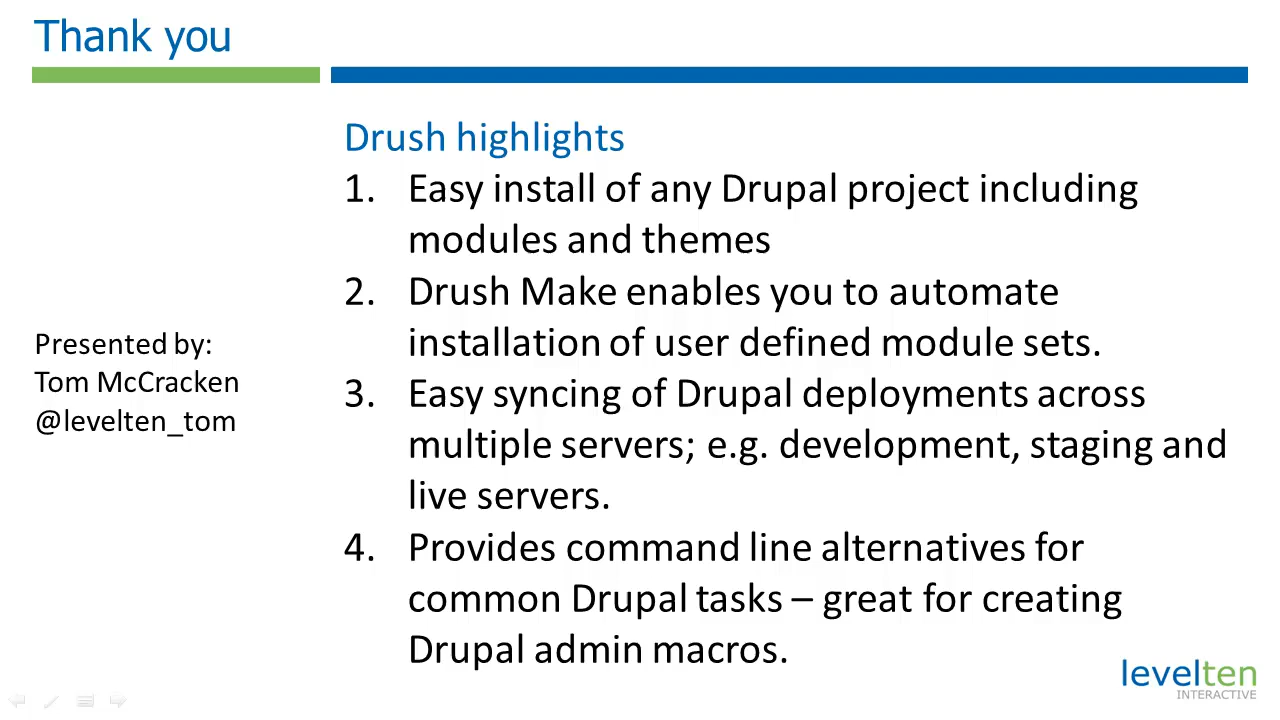 Thank you
Drush highlights
1. Easy install of any Drupal project including
modules and themes
2. Drush Make enables you to automate
installation of user defined module sets.
3. Easy syncing of Drupal deployments across
multiple servers; e.g. development, staging and
live servers.
4. Provides command line alternatives for
common Drupal tasks – great for creating
Drupal admin macros.
Presented by:
Tom McCracken
@levelten_tom
levelten
INTERACTIVE